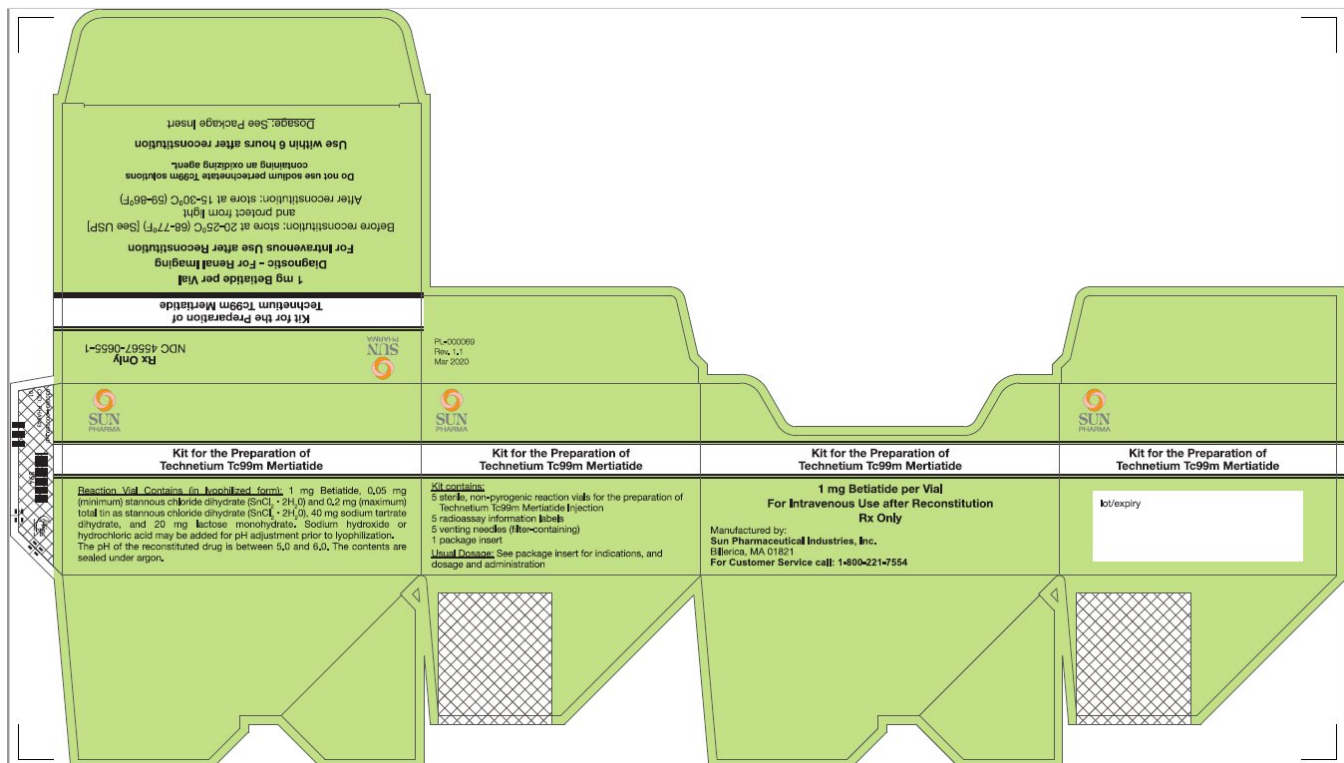 Rx Only
NDC 45567-0655-1
SUN
PHARMA
Kit for the Preparation of
Technetium Tc99m Mertiatide
1 mg Betiatide per Vial
Diagnostic – For Renal Imaging
For Intravenous Use after Reconstitution
Before reconstitution: store at 20-25ºC (68-77ºF) [See USP]
and protect from light
After reconstitution: store at 15-30ºC (59-86ºF)
Do not use sodium pertechnetate Tc99m solutions
containing an oxidizing agent.
Use within 6 hours after reconstitution
Dosage: See Package Insert
PL-000069
Rev. 1.1
Mar 2020
SUN
PHARMA
Kit for the Preparation of
Technetium Tc99m Mertiatide
Reaction Vial Contains (in lyophilized form): 1 mg Betiatide, 0.05 mg
(minimum) stannous chloride dihydrate (SnCl₂ • 2H₂0) and 0.2 mg (maximum)
total tin as stannous chloride dihydrate (SnCl₂ • 2H₂0), 40 mg sodium tartrate
dihydrate, and 20 mg lactose monohydrate. Sodium hydroxide or
hydrochloric acid may be added for pH adjustment prior to lyophilization.
The pH of the reconstituted drug is between 5.0 and 6.0. The contents are
sealed under argon.
SUN
PHARMA
Kit for the Preparation of
Technetium Tc99m Mertiatide
Kit contains:
5 sterile, non-pyrogenic reaction vials for the preparation of
Technetium Tc99m Mertiatide Injection
5 radioassay information labels
5 venting needles (filter-containing)
1 package insert
Usual Dosage: See package insert for indications, and
dosage and administration
Kit for the Preparation of
Technetium Tc99m Mertiatide
1 mg Betiatide per Vial
For Intravenous Use after Reconstitution
Rx Only
Manufactured by:
Sun Pharmaceutical Industries, Inc.
Billerica, MA 01821
For Customer Service call: 1-800-221-7554
SUN
PHARMA
Kit for the Preparation of
Technetium Tc99m Mertiatide
lot/expiry